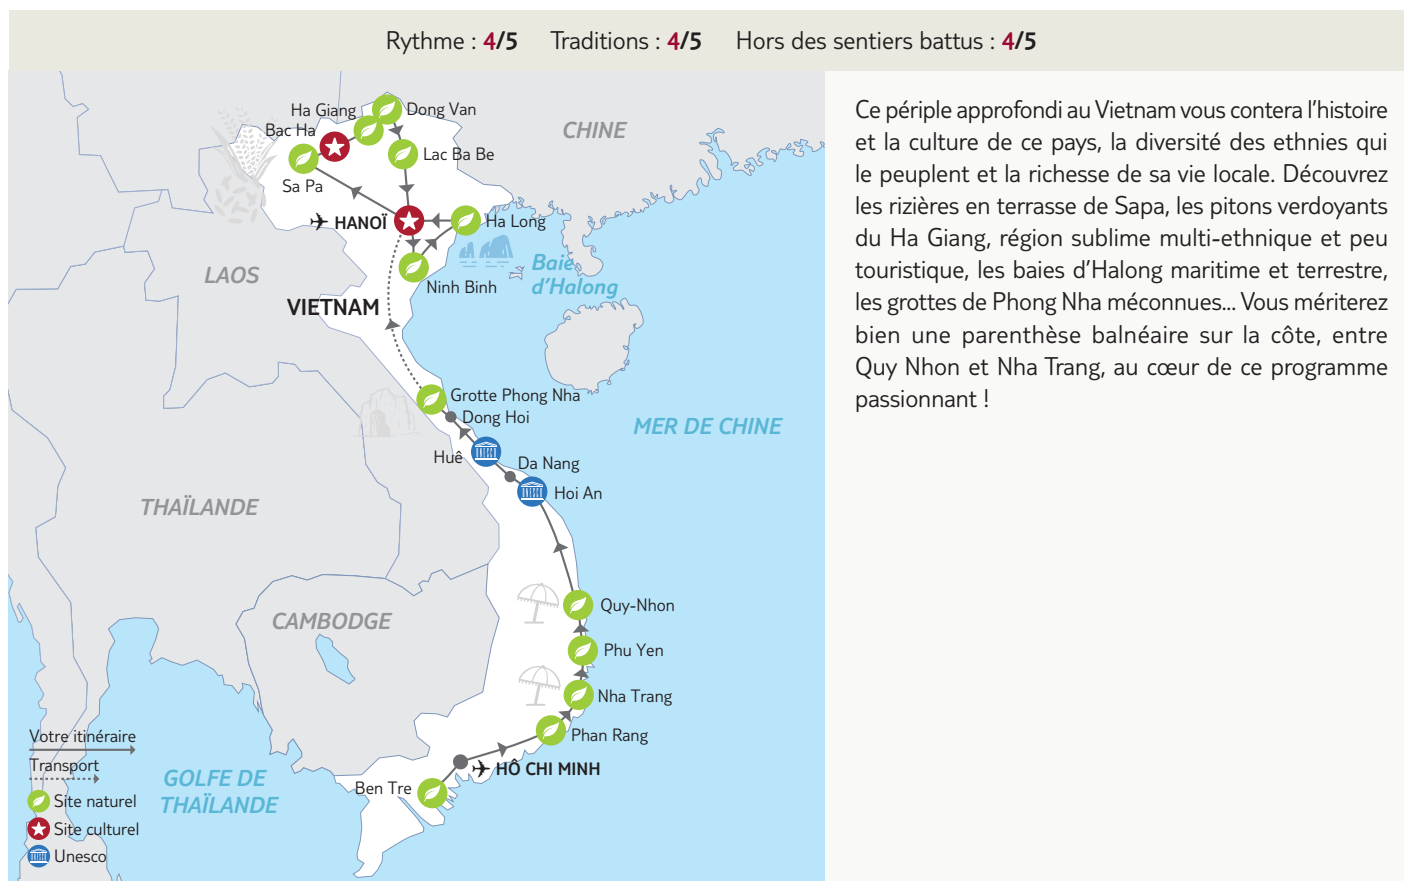 Rythme : 4/5 Traditions : 4/5 Hors des sentiers battus : 4/5
Ha Giang
Dong Van
Bac Ha
CHINE
Lac Ba Be
Sa Pa
HANOÏ
Ha Long
LAOS
Baie
d'Halong
Ninh Binh
VIETNAM
Grotte Phong Nha
Dong Hoi
MER DE CHINE
Huê
UNESCO
Da Nang
UNESCO
Hoi An
THAÏLANDE
Quy-Nhon
CAMBODGE
Phu Yen
Nha Trang
Phan Rang
HÔ CHI MINH
Ben Tre
GOLFE DE
THAÏLANDE
Votre itinéraire
Transport
Site naturel
Site culturel
Unesco
Ce périple approfondi au Vietnam vous contera l'histoire
et la culture de ce pays, la diversité des ethnies qui
le peuplent et la richesse de sa vie locale. Découvrez
les rizières en terrasse de Sapa, les pitons verdoyants
du Ha Giang, région sublime multi-ethnique et peu
touristique, les baies d'Halong maritime et terrestre,
les grottes de Phong Nha méconnues... Vous mériterez
bien une parenthèse balnéaire sur la côte, entre
Quy Nhon et Nha Trang, au cœur de ce programme
passionnant !